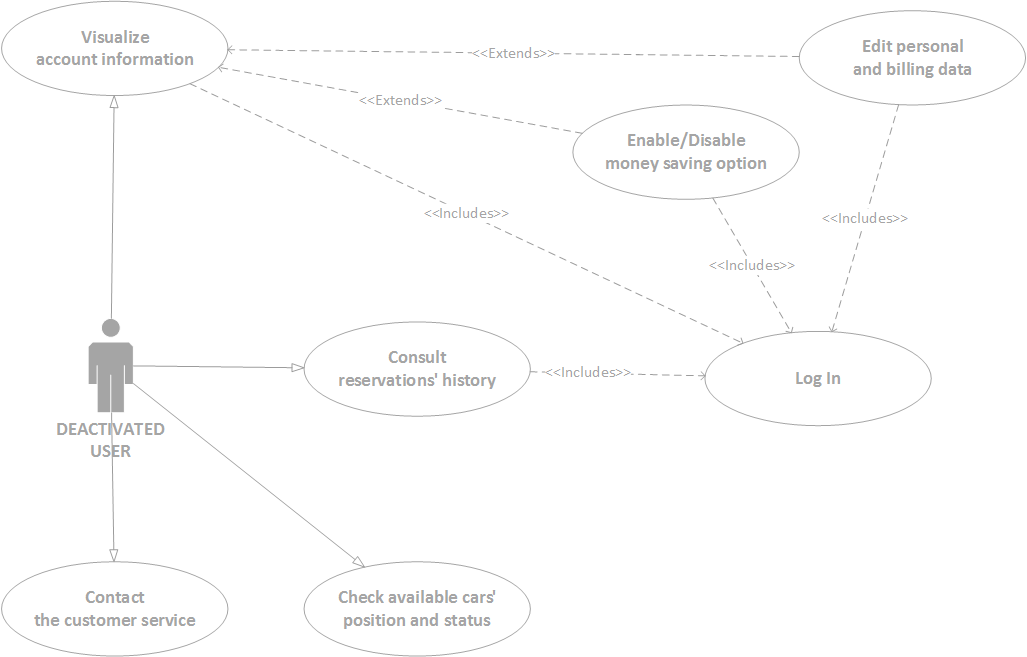 Visualize
account information
Edit personal
and billing data
<<Extends>>
<<Extends>>
Enable/Disable
money saving option
<<Includes>>
<<Includes>>
<<Includes>>
Consult
reservations' history
<<Includes>>
Log In
DEACTIVATED
USER
Contact
the customer service
Check available cars'
position and status